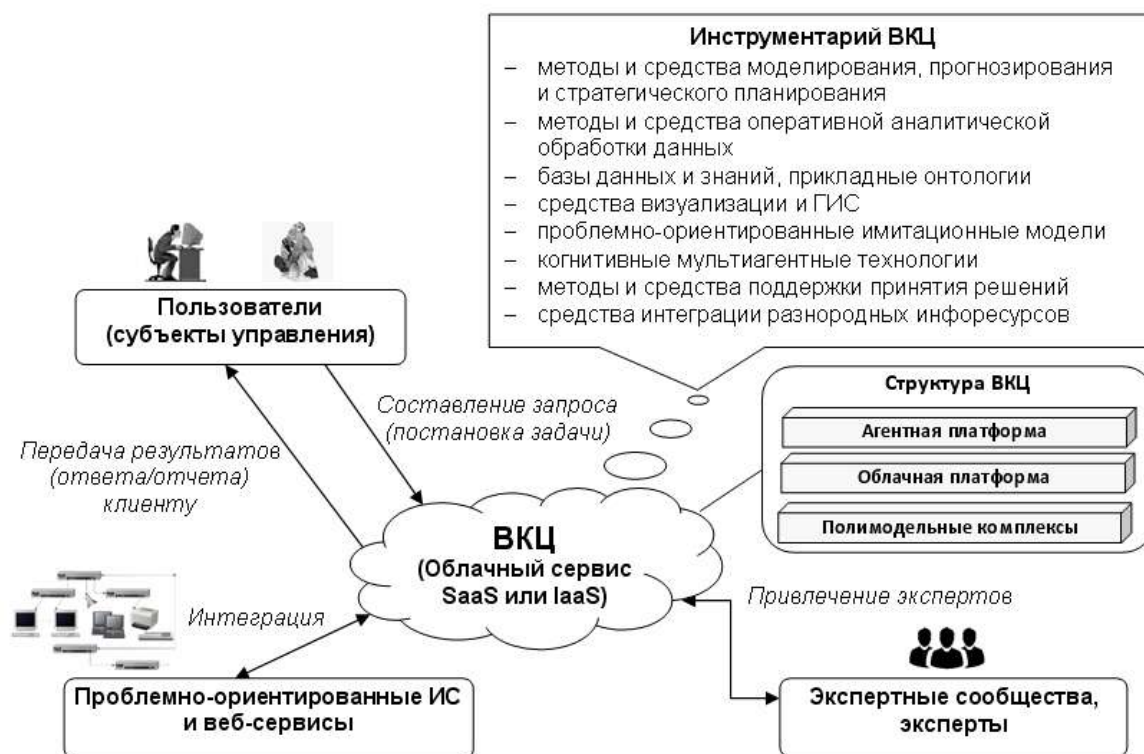 Инструментарий ВКЦ
– методы и средства моделирования, прогнозирования
и стратегического планирования
– методы и средства оперативной аналитической
обработки данных
– базы данных и знаний, прикладные онтологии
– средства визуализации и ГИС
– проблемно-ориентированные имитационные модели
– когнитивные мультиагентные технологии
– методы и средства поддержки принятия решений
– средства интеграции разнородных инфоресурсов
Пользователи
(субъекты управления)
Составление запроса
(постановка задачи)
Передача результатов
(ответа/отчета)
клиенту
Структура ВКЦ
Агентная платформа
Облачная платформа
Полимодельные комплексы
ВКЦ
(Облачный сервис
SaaS или IaaS)
Интеграция
Привлечение экспертов
Проблемно-ориентированные ИС
и веб-сервисы
Экспертные сообщества,
эксперты